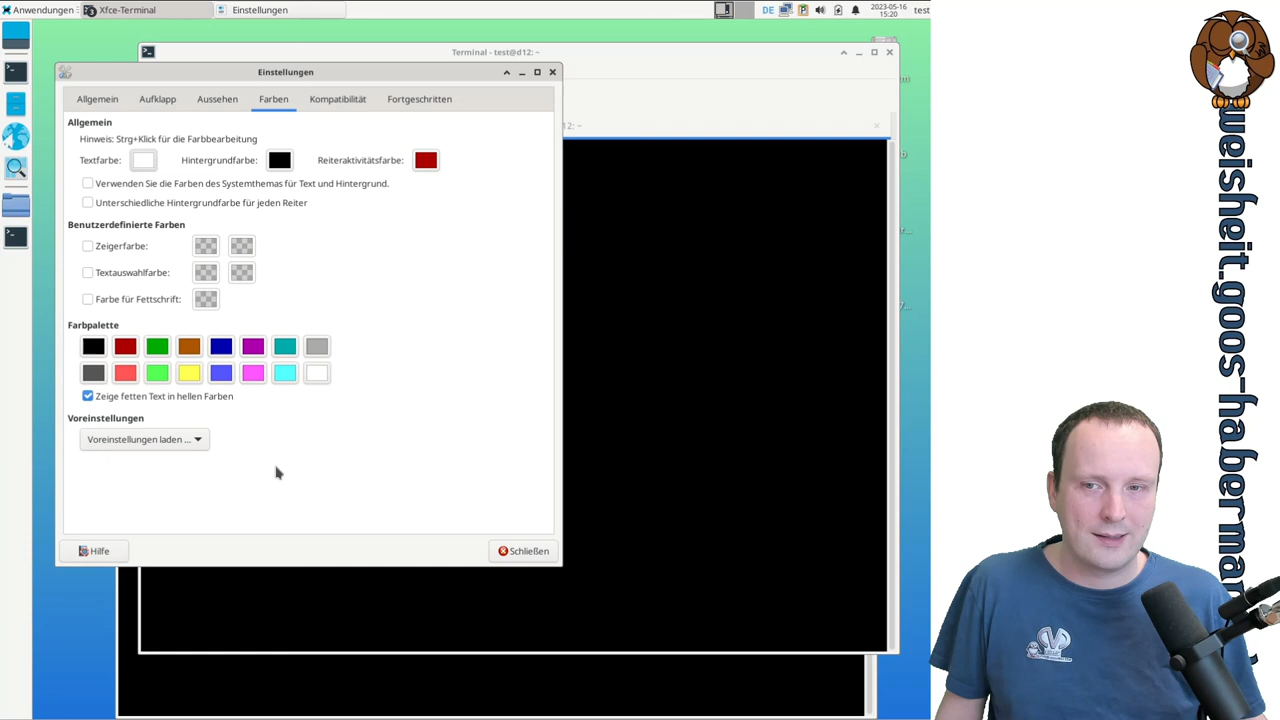 Anwendungen
Xfce-Terminal
Einstellungen
DE
2023-05-16
15:20
test
Terminal - test@d12: ~
Einstellungen
Allgemein
Aufklapp
Aussehen
Farben
Kompatibilität
Fortgeschritten
12: ~
Allgemein
Hinweis: Strg+Klick für die Farbbearbeitung
Textfarbe:
Hintergrundfarbe:
Reiteraktivitätsfarbe:
Verwenden Sie die Farben des Systemthemas für Text und Hintergrund.
Unterschiedliche Hintergrundfarbe für jeden Reiter
Benutzerdefinierte Farben
Zeigerfarbe:
Textauswahlfarbe:
Farbe für Fettschrift:
Farbpalette
Zeige fetten Text in hellen Farben
Voreinstellungen
Voreinstellungen laden ...
Hilfe
Schließen
weisheit.goos-haberma